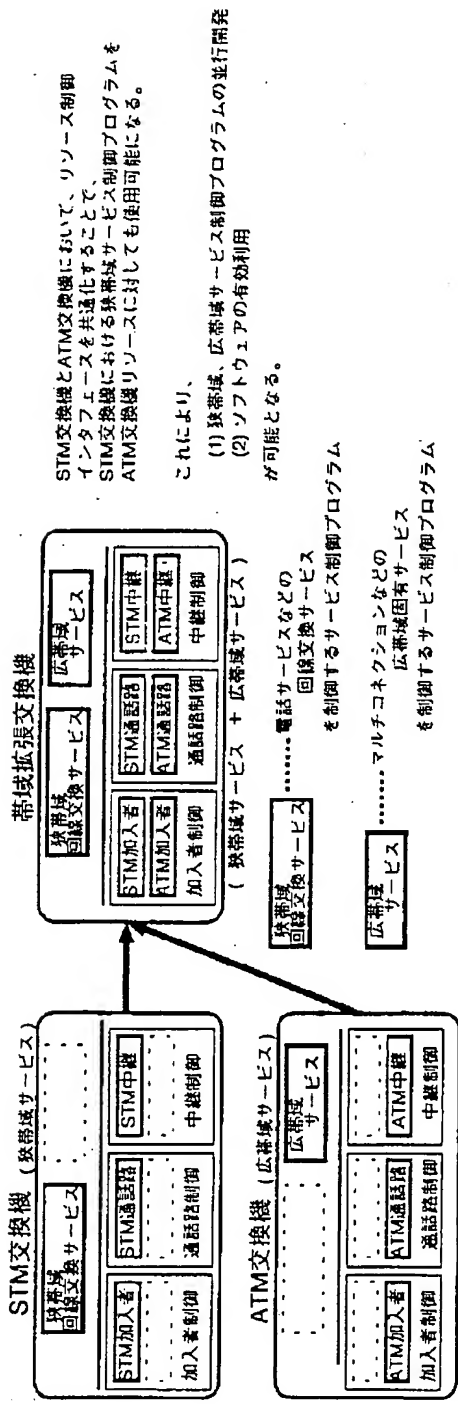 STM交換機 (狭帯域サービス)
狭帯域
回線交換サービス
STM加入者
加入者制御
STM通話路
通話路制御
STM中継
中継制御
ATM交換機 (広帯域サービス)
広帯域
サービス
ATM加入者
加入者制御
ATM通話路
通話路制御
ATM中継
中継制御
帯域拡張交換機
狭帯域
回線交換サービス
広帯域
サービス
STM加入者
ATM加入者
加入者制御
STM通話路
ATM通話路
通話路制御
STM中継
ATM中継
中継制御
(狭帯域サービス + 広帯域サービス)
狭帯域
回線交換サービス
………電話サービスなどの
回線交換サービス
を制御するサービス制御プログラム
広帯域
サービス
………マルチコネクションなどの
広帯域固有サービス
を制御するサービス制御プログラム
STM交換機とATM交換機において、リソース制御
インタフェースを共通化することで、
STM交換機における狭帯域サービス制御プログラムを
ATM交換機リソースに対しても使用可能になる。
これにより、
(1) 狭帯域、広帯域サービス制御プログラムの並行開発
(2) ソフトウェアの有効利用
が可能となる。